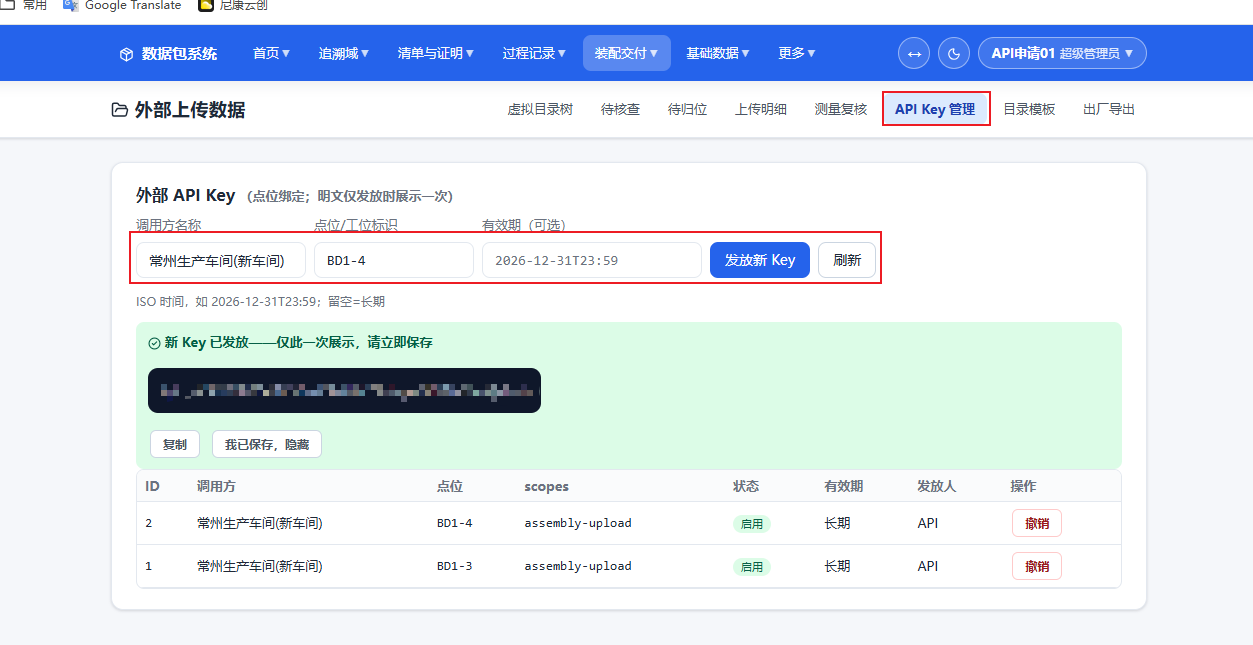 常用 Google Translate 尼康云创
数据包系统 首页▼ 追溯域▼ 清单与证明▼ 过程记录▼ 装配交付▼ 基础数据▼ 更多▼ API申请01 超级管理员 ▼
外部上传数据 虚拟目录树 待核查 待归位 上传明细 测量复核 API Key 管理 目录模板 出厂导出
外部 API Key (点位绑定；明文仅发放时展示一次)
调用方名称 点位/工位标识 有效期（可选）
常州生产车间(新车间) BD1-4 2026-12-31T23:59 发放新 Key 刷新
ISO 时间，如 2026-12-31T23:59；留空=长期
新 Key 已发放——仅此一次展示，请立即保存
复制 我已保存，隐藏
ID 调用方 点位 scopes 状态 有效期 发放人 操作
2 常州生产车间(新车间) BD1-4 assembly-upload 启用 长期 API 撤销
1 常州生产车间(新车间) BD1-3 assembly-upload 启用 长期 API 撤销